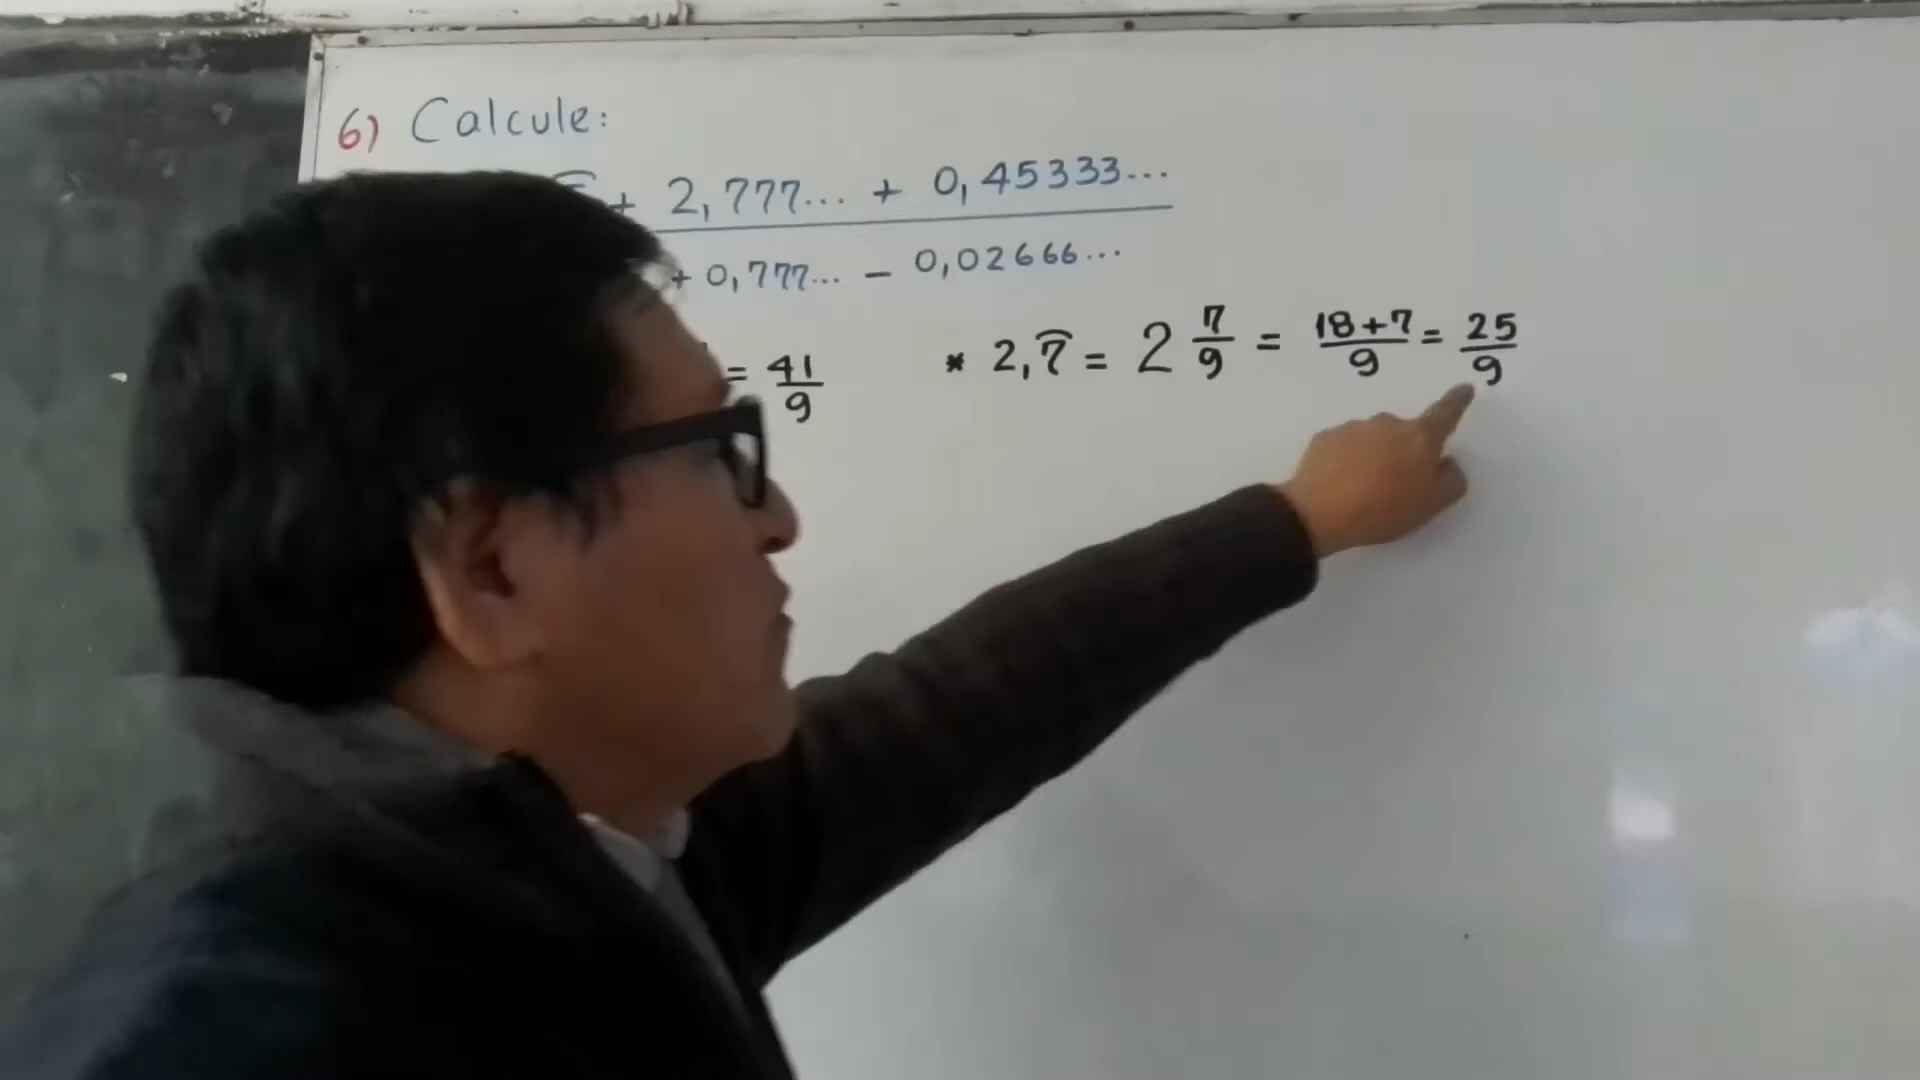 6) Calcule:
+ 2,777... + 0,45333...
+ 0,777... - 0,02666...
= 41/9 * 2,7̑ = 2 7/9 = 18+7/9 = 25/9